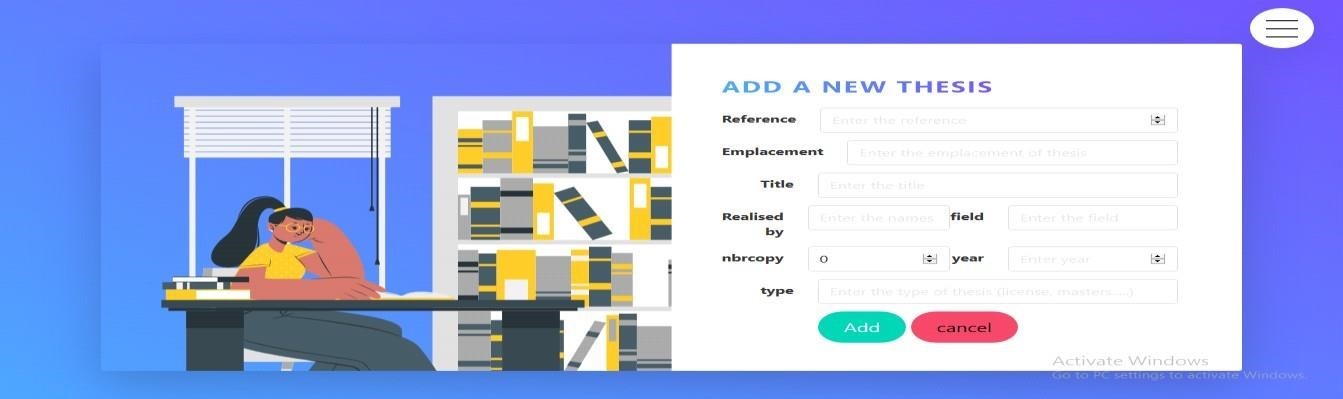 ADD A NEW THESIS
Reference Enter the reference
Emplacement Enter the emplacement of thesis
Title Enter the title
Realised by Enter the names field Enter the field
nbrcopy 0 year Enter year
type Enter the type of thesis (license, masters.....)
Add cancel
Activate Windows
Go to PC settings to activate Windows.